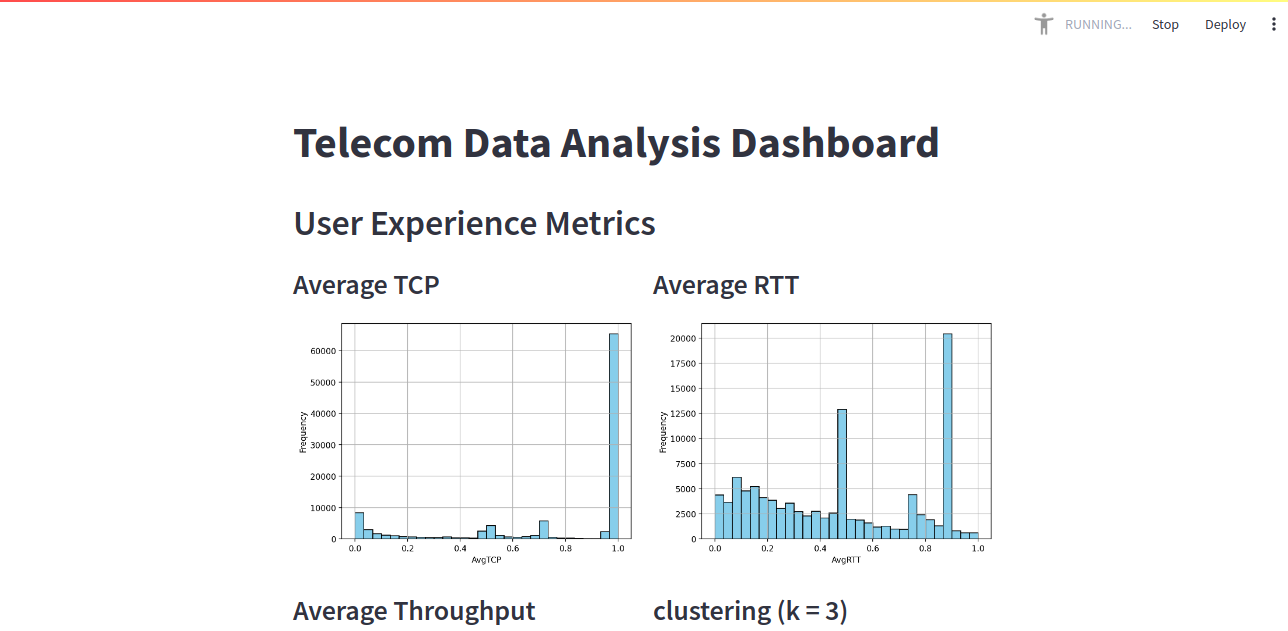 RUNNING... Stop Deploy
Telecom Data Analysis Dashboard
User Experience Metrics
Average TCP
60000
50000
40000
30000
20000
10000
0
Frequency
0.0 0.2 0.4 0.6 0.8 1.0
AvgTCP
Average RTT
20000
17500
15000
12500
10000
7500
5000
2500
0
Frequency
0.0 0.2 0.4 0.6 0.8 1.0
AvgRTT
Average Throughput
clustering (k = 3)